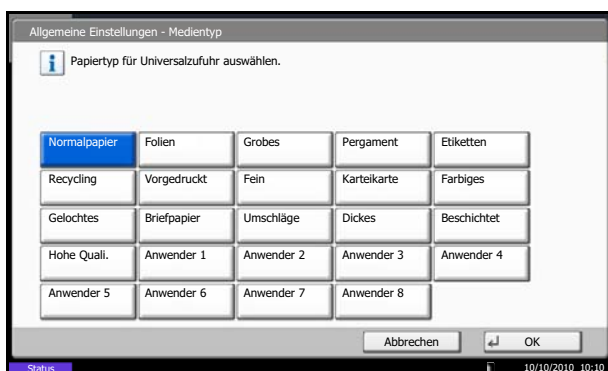 Allgemeine Einstellungen - Medientyp
Papiertyp für Universalzufuhr auswählen.
Normalpapier Folien Grobes Pergament Etiketten
Recycling Vorgedruckt Fein Karteikarte Farbiges
Gelochtes Briefpapier Umschläge Dickes Beschichtet
Hohe Quali. Anwender 1 Anwender 2 Anwender 3 Anwender 4
Anwender 5 Anwender 6 Anwender 7 Anwender 8
Abbrechen OK
Status 10/10/2010 10:10